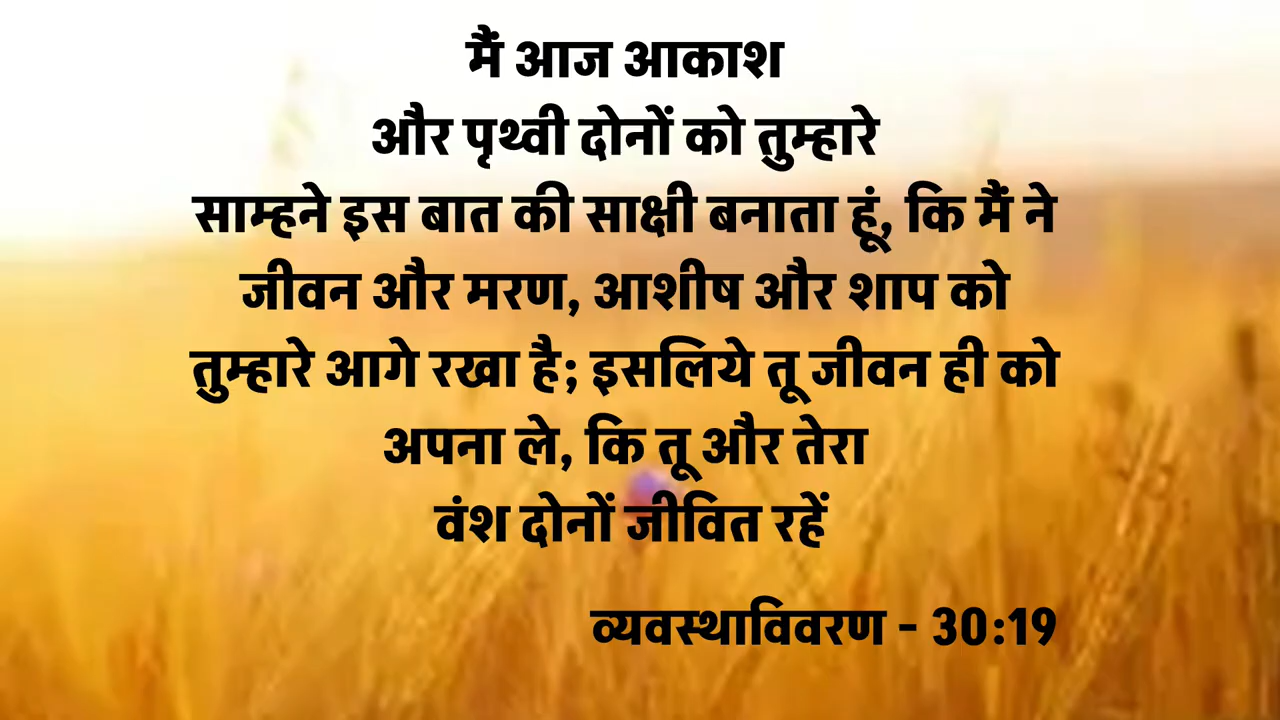 मैं आज आकाश
और पृथ्वी दोनों को तुम्हारे
साम्हने इस बात की साक्षी बनाता हूं, कि मैं ने
जीवन और मरण, आशीष और शाप को
तुम्हारे आगे रखा है; इसलिये तू जीवन ही को
अपना ले, कि तू और तेरा
वंश दोनों जीवित रहें
व्यवस्थाविवरण - 30:19